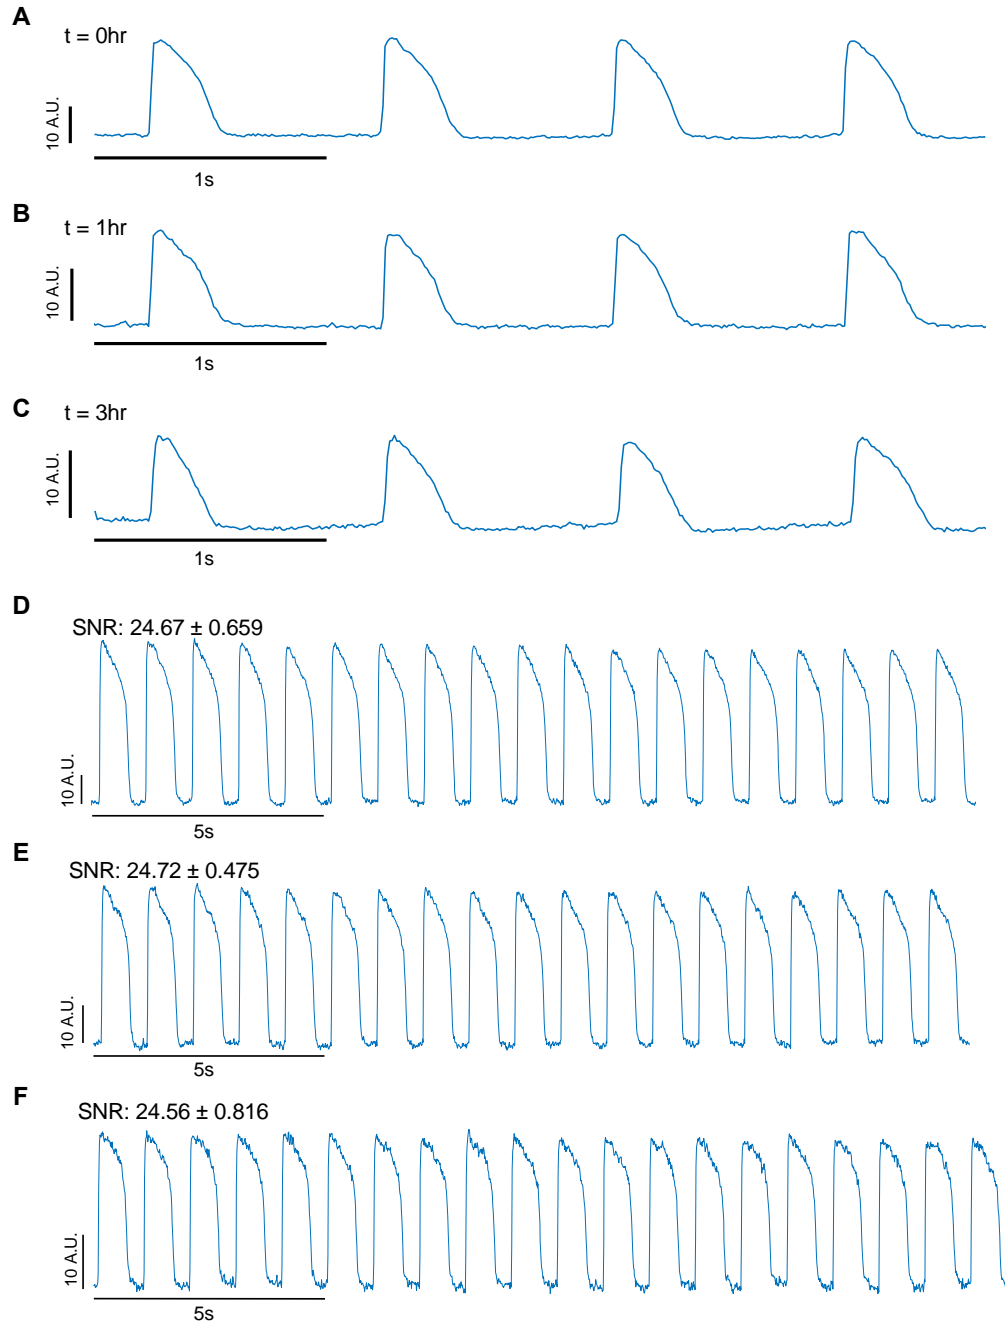 A
t = 0hr
10 A.U.
1s
B
t = 1hr
10 A.U.
1s
C
t = 3hr
10 A.U.
1s
D
SNR: 24.67 ± 0.659
10 A.U.
5s
E
SNR: 24.72 ± 0.475
10 A.U.
5s
F
SNR: 24.56 ± 0.816
10 A.U.
5s